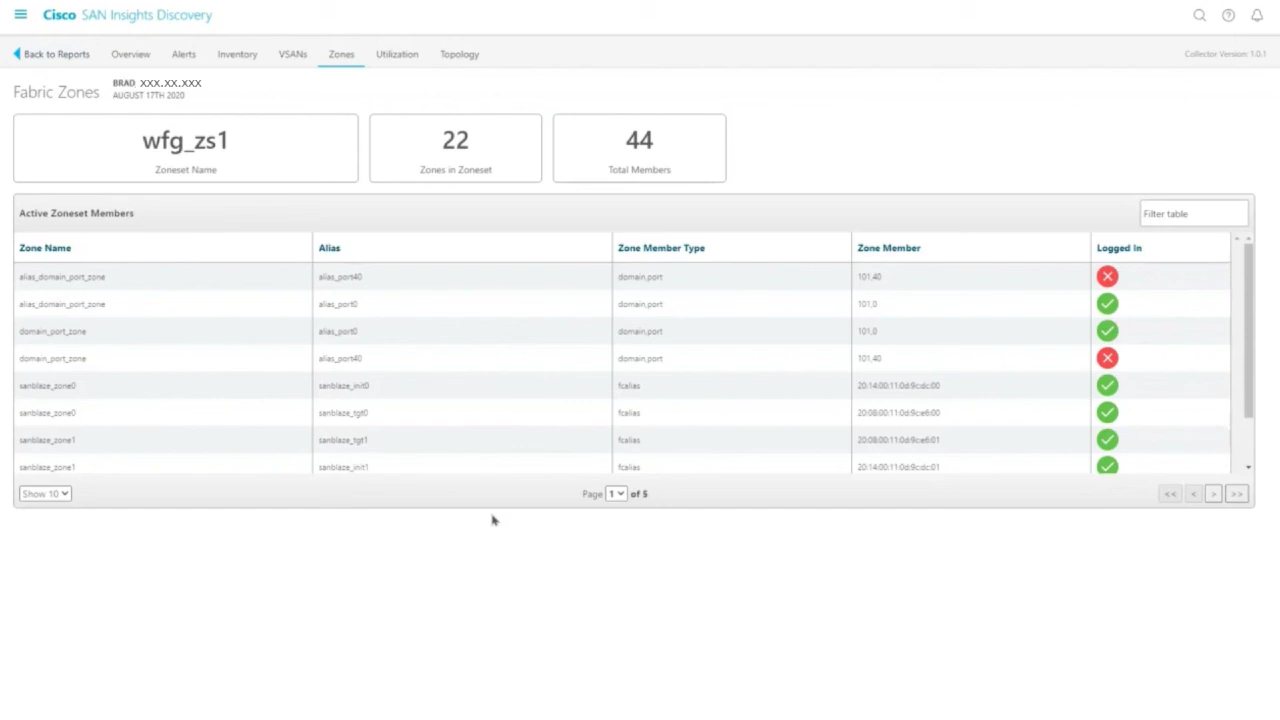 Cisco SAN Insights Discovery
Back to Reports Overview Alerts Inventory VSANs Zones Utilization Topology Collector Version: 1.0.1
Fabric Zones BRAD, XXX.XX.XXX
AUGUST 17TH 2020
wfg_zs1 22 44
Zoneset Name Zones in Zoneset Total Members
Active Zoneset Members Filter table
Zone Name Alias Zone Member Type Zone Member Logged In
alias_domain_port_zone alias_port40 domain,port 101,40
alias_domain_port_zone alias_port0 domain,port 101,0
domain_port_zone alias_port0 domain,port 101,0
domain_port_zone alias_port40 domain,port 101,40
sanblaze_zone0 sanblaze_init0 fcalias 20:14:00:11:0d:9c:dc:00
sanblaze_zone0 sanblaze_tgt0 fcalias 20:08:00:11:0d:9c:e6:00
sanblaze_zone1 sanblaze_tgt1 fcalias 20:08:00:11:0d:9c:e6:01
sanblaze_zone1 sanblaze_init1 fcalias 20:14:00:11:0d:9c:dc:01
Show 10 Page 1 of 5 << < > >>